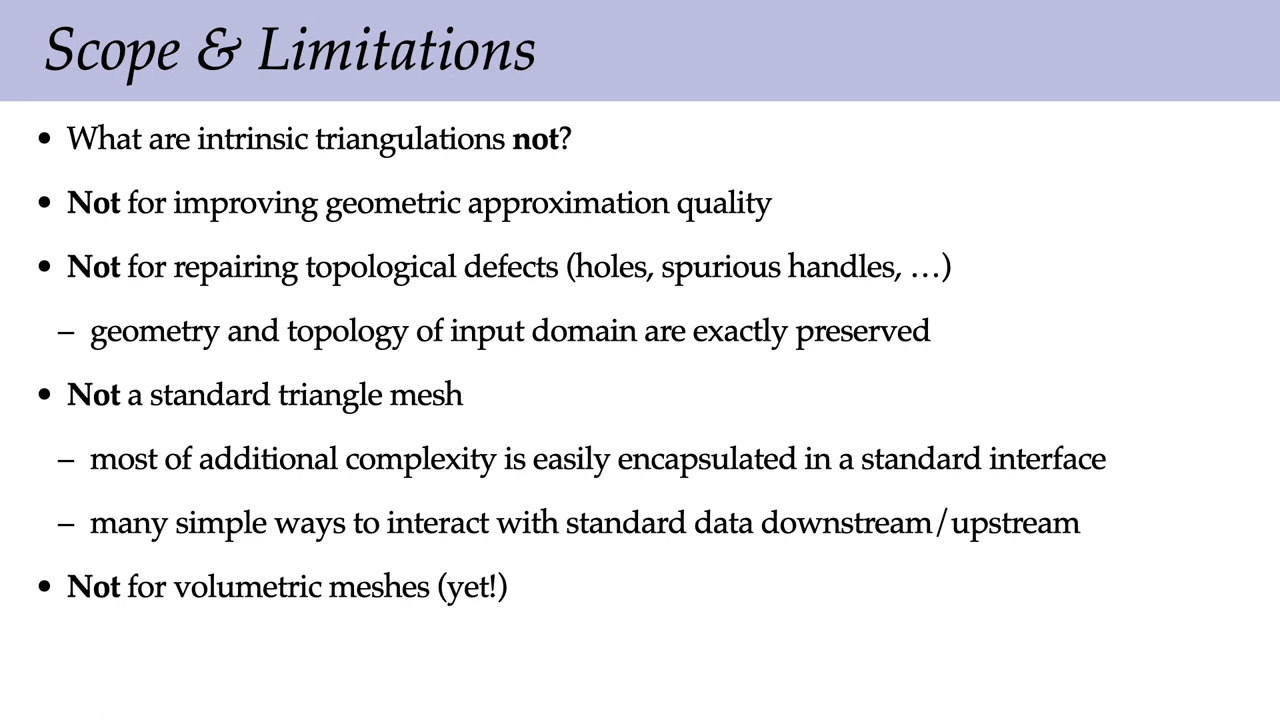 Scope & Limitations
• What are intrinsic triangulations not?
• Not for improving geometric approximation quality
• Not for repairing topological defects (holes, spurious handles, …)
– geometry and topology of input domain are exactly preserved
• Not a standard triangle mesh
– most of additional complexity is easily encapsulated in a standard interface
– many simple ways to interact with standard data downstream/upstream
• Not for volumetric meshes (yet!)